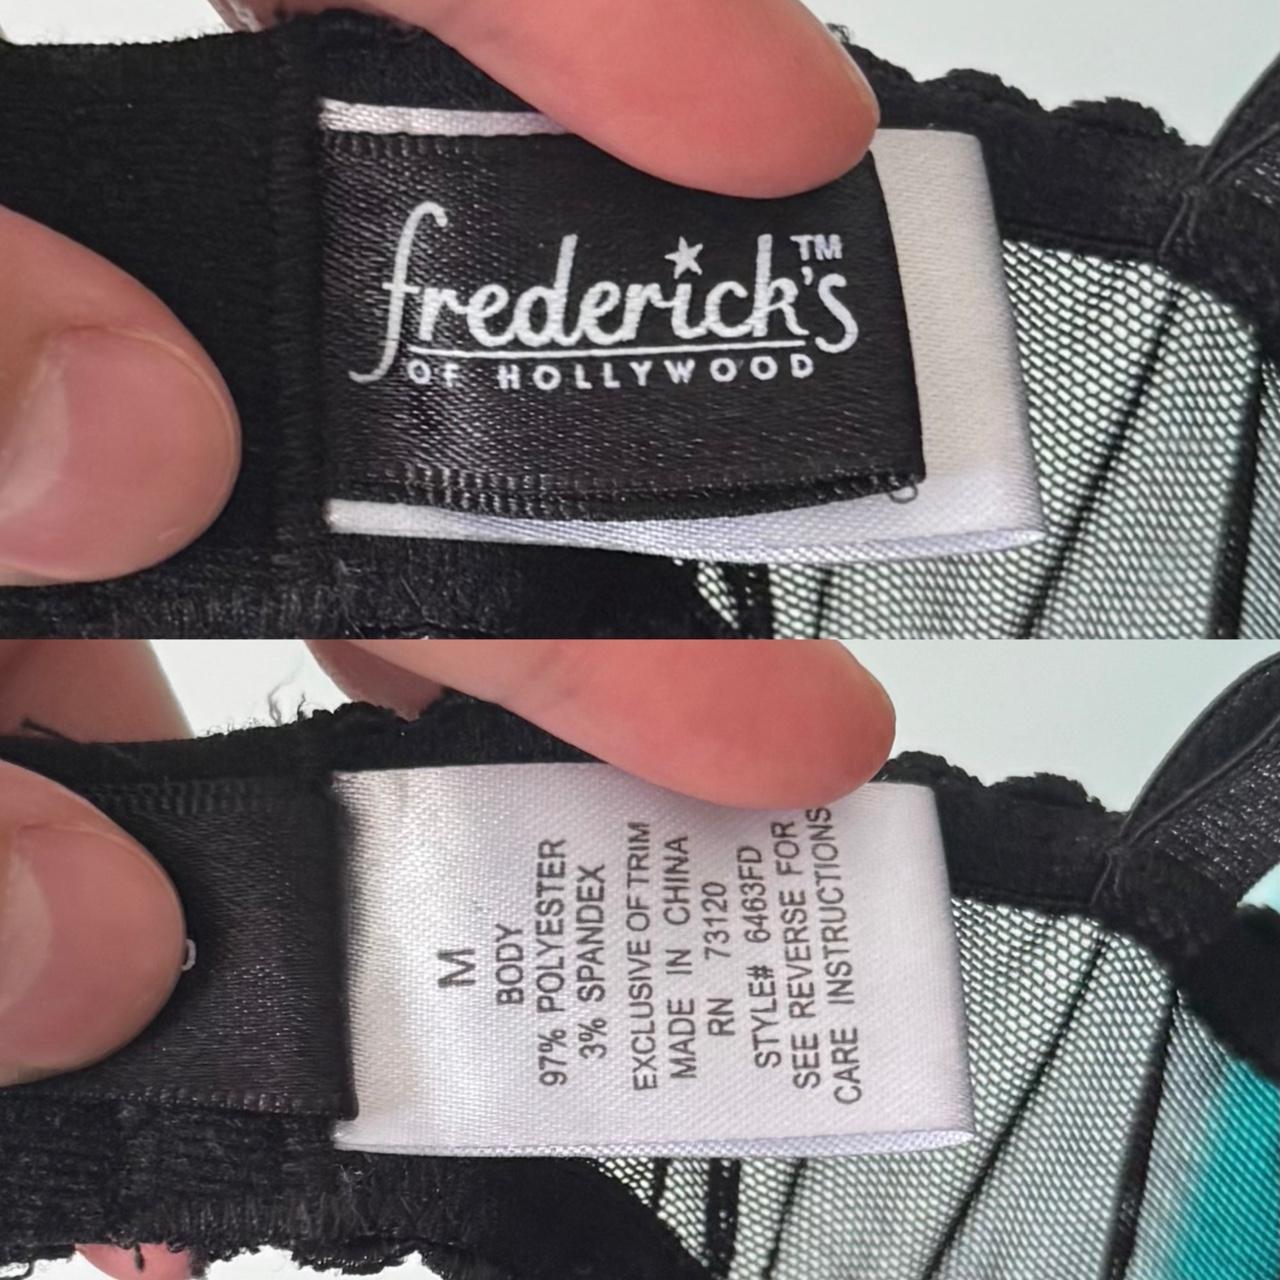 frederick's™
OF HOLLYWOOD
M
BODY
97% POLYESTER
3% SPANDEX
EXCLUSIVE OF TRIM
MADE IN CHINA
RN 73120
STYLE# 6463FD
SEE REVERSE FOR
CARE INSTRUCTIONS